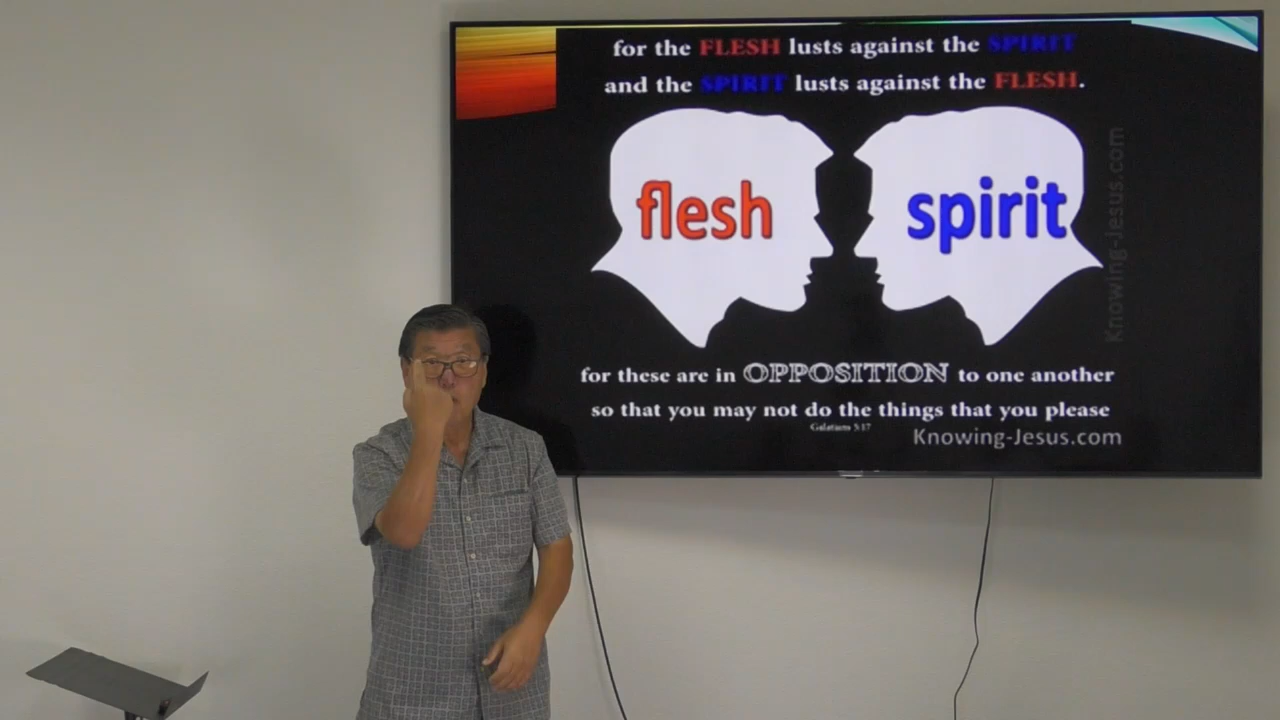 for the FLESH lusts against the SPIRIT
and the SPIRIT lusts against the FLESH.
flesh
spirit
Knowing-Jesus.com
for these are in OPPOSITION to one another
so that you may not do the things that you please
Galatians 5:17
Knowing-Jesus.com